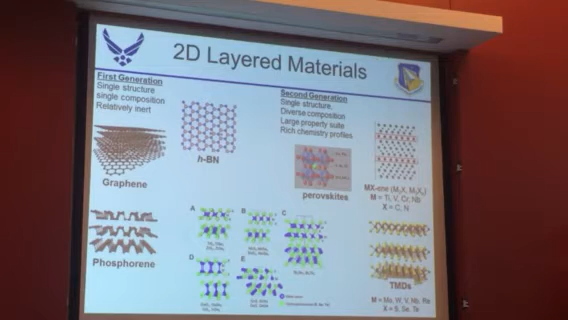 2D Layered Materials
First Generation
Single structure
single composition
Relatively inert
Second Generation
Single structure,
Diverse composition
Large property suite
Rich chemistry profiles
h-BN
Graphene
perovskites
MX-ene (M₂X, M₃X₂)
M = Ti, V, Cr, Nb
X = C, N
A
B
C
Phosphorene
D
E
TMDs
M = Mo, W, V, Nb, Re
X = S, Se, Te